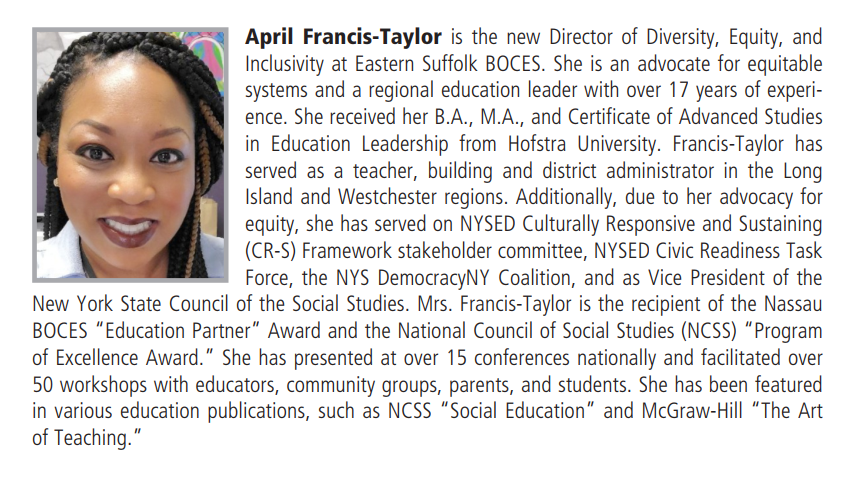 April Francis-Taylor is the new Director of Diversity, Equity, and
Inclusivity at Eastern Suffolk BOCES. She is an advocate for equitable
systems and a regional education leader with over 17 years of experi-
ence. She received her B.A., M.A., and Certificate of Advanced Studies
in Education Leadership from Hofstra University. Francis-Taylor has
served as a teacher, building and district administrator in the Long
Island and Westchester regions. Additionally, due to her advocacy for
equity, she has served on NYSED Culturally Responsive and Sustaining
(CR-S) Framework stakeholder committee, NYSED Civic Readiness Task
Force, the NYS DemocracyNY Coalition, and as Vice President of the
New York State Council of the Social Studies. Mrs. Francis-Taylor is the recipient of the Nassau
BOCES “Education Partner” Award and the National Council of Social Studies (NCSS) “Program
of Excellence Award.” She has presented at over 15 conferences nationally and facilitated over
50 workshops with educators, community groups, parents, and students. She has been featured
in various education publications, such as NCSS “Social Education” and McGraw-Hill “The Art
of Teaching.”